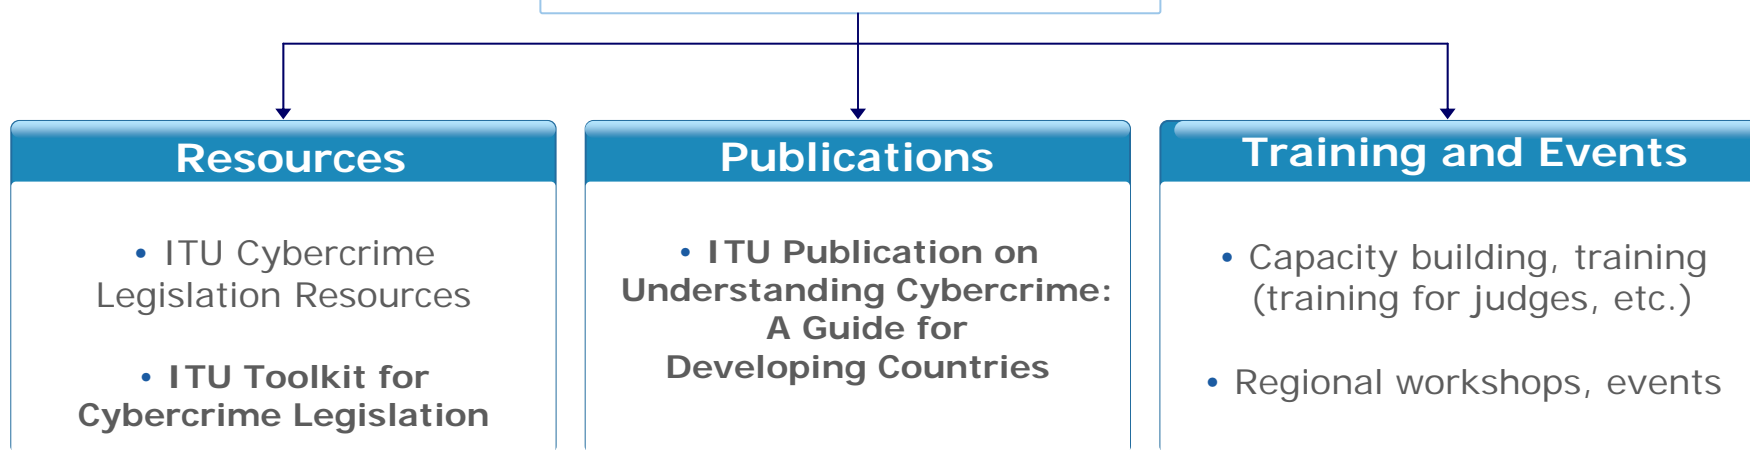 Resources
• ITU Cybercrime
Legislation Resources
• ITU Toolkit for
Cybercrime Legislation
Publications
• ITU Publication on
Understanding Cybercrime:
A Guide for
Developing Countries
Training and Events
• Capacity building, training
(training for judges, etc.)
• Regional workshops, events